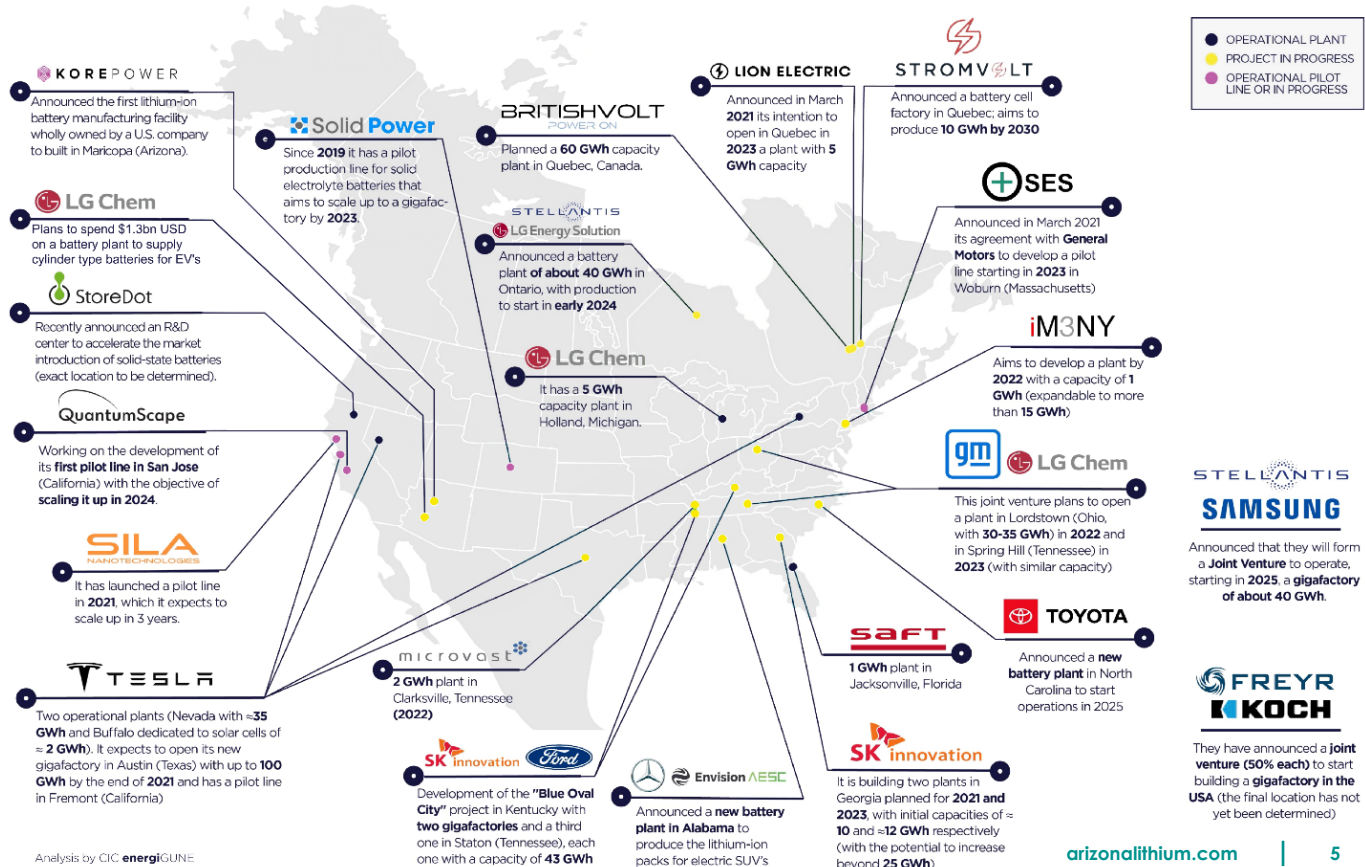 KOREPOWER
Announced the first lithium-ion
battery manufacturing facility
wholly owned by a U.S. company
to built in Maricopa (Arizona).
LG Chem
Plans to spend $1.3bn USD
on a battery plant to supply
cylinder type batteries for EV's
StoreDot
Recently announced an R&D
center to accelerate the market
introduction of solid-state batteries
(exact location to be determined).
QuantumScape
Working on the development of
its first pilot line in San Jose
(California) with the objective of
scaling it up in 2024.
SILA
NANOTECHNOLOGIES
It has launched a pilot line
in 2021, which it expects to
scale up in 3 years.
TESLA
Two operational plants (Nevada with ≈35
GWh and Buffalo dedicated to solar cells of
≈ 2 GWh). It expects to open its new
gigafactory in Austin (Texas) with up to 100
GWh by the end of 2021 and has a pilot line
in Fremont (California)
Analysis by CIC energiGUNE
Solid Power
Since 2019 it has a pilot
production line for solid
electrolyte batteries that
aims to scale up to a gigafac-
tory by 2023.
BRITISHVOLT
POWER ON
Planned a 60 GWh capacity
plant in Quebec, Canada.
STELLANTIS
LG Energy Solution
Announced a battery
plant of about 40 GWh in
Ontario, with production
to start in early 2024
LG Chem
It has a 5 GWh
capacity plant in
Holland, Michigan.
microvast
2 GWh plant in
Clarksville, Tennessee
(2022)
SK innovation Ford
Development of the "Blue Oval
City" project in Kentucky with
two gigafactories and a third
one in Staton (Tennessee), each
one with a capacity of 43 GWh
Envision AESC
Announced a new battery
plant in Alabama to
produce the lithium-ion
packs for electric SUV's
LION ELECTRIC
Announced in March
2021 its intention to
open in Quebec in
2023 a plant with 5
GWh capacity
STROMVOLT
Announced a battery cell
factory in Quebec; aims to
produce 10 GWh by 2030
SES
Announced in March 2021
its agreement with General
Motors to develop a pilot
line starting in 2023 in
Woburn (Massachusetts)
iM3NY
Aims to develop a plant by
2022 with a capacity of 1
GWh (expandable to more
than 15 GWh)
gm LG Chem
This joint venture plans to open
a plant in Lordstown (Ohio,
with 30-35 GWh) in 2022 and
in Spring Hill (Tennessee) in
2023 (with similar capacity)
TOYOTA
Announced a new
battery plant in North
Carolina to start
operations in 2025
saft
1 GWh plant in
Jacksonville, Florida
SK innovation
It is building two plants in
Georgia planned for 2021 and
2023, with initial capacities of ≈
10 and ≈12 GWh respectively
(with the potential to increase
beyond 25 GWh)
OPERATIONAL PLANT
PROJECT IN PROGRESS
OPERATIONAL PILOT
LINE OR IN PROGRESS
STELLANTIS
SAMSUNG
Announced that they will form
a Joint Venture to operate,
starting in 2025, a gigafactory
of about 40 GWh.
FREYR
KOCH
They have announced a joint
venture (50% each) to start
building a gigafactory in the
USA (the final location has not
yet been determined)
arizonalithium.com | 5